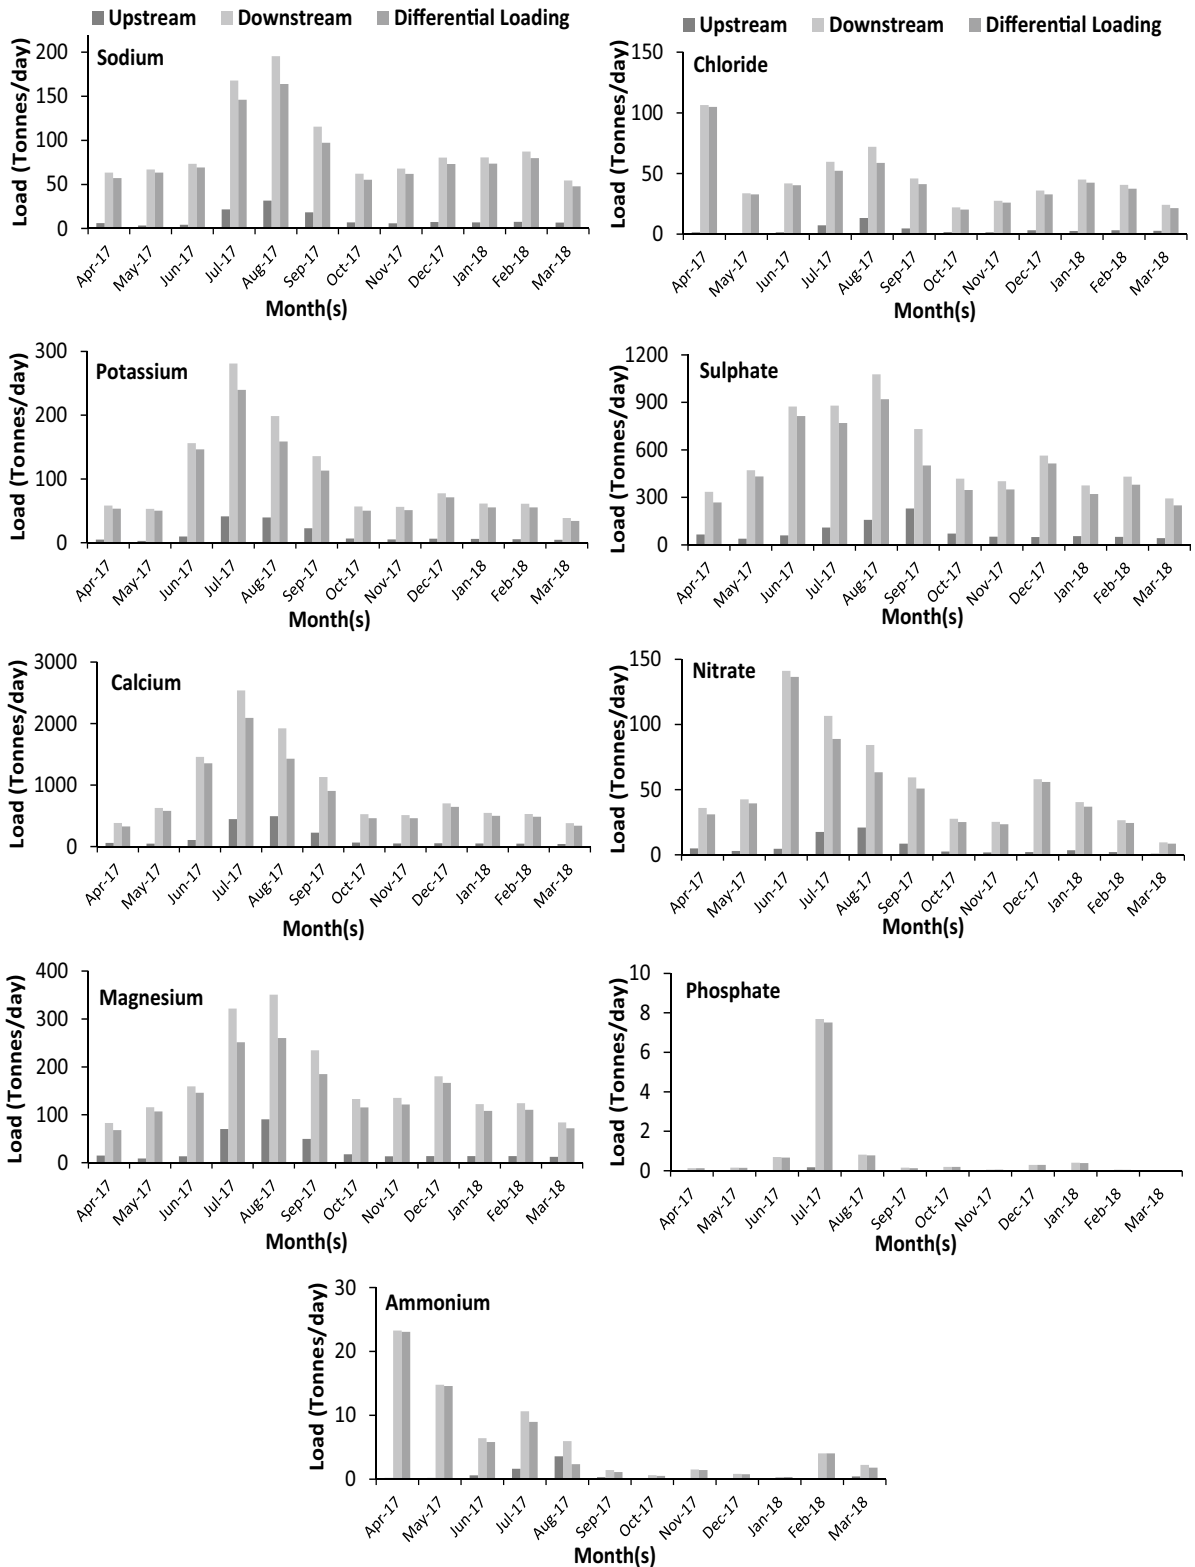 Upstream Downstream Differential Loading
Sodium
Load (Tonnes/day)
200
150
100
50
0
Apr-17 May-17 Jun-17 Jul-17 Aug-17 Sep-17 Oct-17 Nov-17 Dec-17 Jan-18 Feb-18 Mar-18
Month(s)
Upstream Downstream Differential Loading
Chloride
Load (Tonnes/day)
150
100
50
0
Apr-17 May-17 Jun-17 Jul-17 Aug-17 Sep-17 Oct-17 Nov-17 Dec-17 Jan-18 Feb-18 Mar-18
Month(s)
Potassium
Load (Tonnes/day)
300
200
100
0
Apr-17 May-17 Jun-17 Jul-17 Aug-17 Sep-17 Oct-17 Nov-17 Dec-17 Jan-18 Feb-18 Mar-18
Month(s)
Sulphate
Load (Tonnes/day)
1200
900
600
300
0
Apr-17 May-17 Jun-17 Jul-17 Aug-17 Sep-17 Oct-17 Nov-17 Dec-17 Jan-18 Feb-18 Mar-18
Month(s)
Calcium
Load (Tonnes/day)
3000
2000
1000
0
Apr-17 May-17 Jun-17 Jul-17 Aug-17 Sep-17 Oct-17 Nov-17 Dec-17 Jan-18 Feb-18 Mar-18
Month(s)
Nitrate
Load (Tonnes/day)
150
100
50
0
Apr-17 May-17 Jun-17 Jul-17 Aug-17 Sep-17 Oct-17 Nov-17 Dec-17 Jan-18 Feb-18 Mar-18
Month(s)
Magnesium
Load (Tonnes/day)
400
300
200
100
0
Apr-17 May-17 Jun-17 Jul-17 Aug-17 Sep-17 Oct-17 Nov-17 Dec-17 Jan-18 Feb-18 Mar-18
Month(s)
Phosphate
Load (Tonnes/day)
10
8
6
4
2
0
Apr-17 May-17 Jun-17 Jul-17 Aug-17 Sep-17 Oct-17 Nov-17 Dec-17 Jan-18 Feb-18 Mar-18
Month(s)
Ammonium
Load (Tonnes/day)
30
20
10
0
Apr-17 May-17 Jun-17 Jul-17 Aug-17 Sep-17 Oct-17 Nov-17 Dec-17 Jan-18 Feb-18 Mar-18
Month(s)